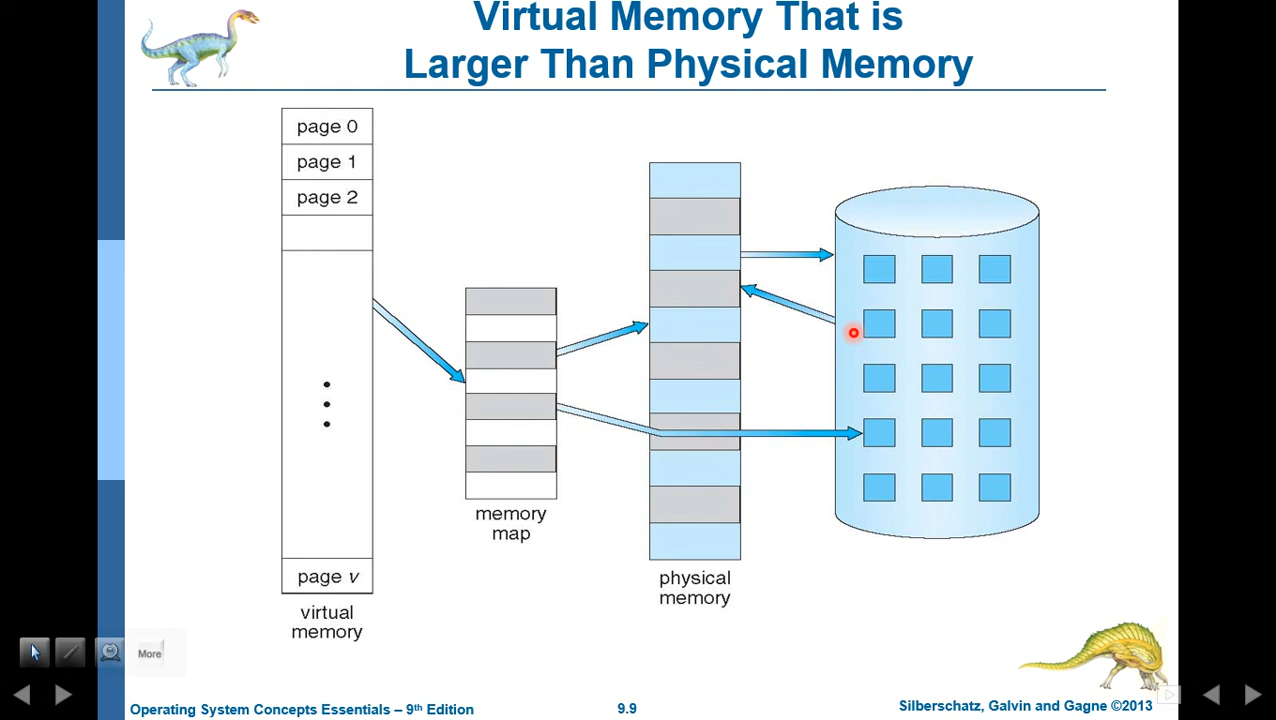 Virtual Memory That is
Larger Than Physical Memory
page 0
page 1
page 2
page v
virtual
memory
memory
map
physical
memory
More
Operating System Concepts Essentials – 9th Edition
9.9
Silberschatz, Galvin and Gagne ©2013